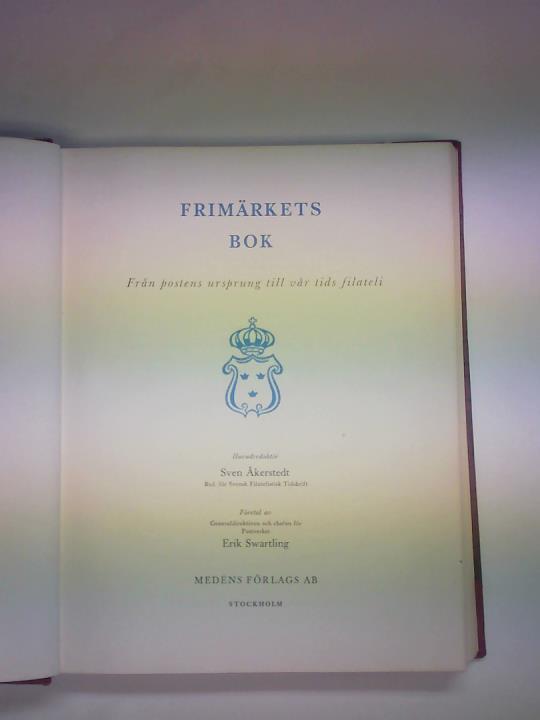 FRIMÄRKETS
BOK
Från postens ursprung till vår tids filateli
Huvudredaktör
Sven Åkerstedt
Red. för Svensk Filatelistisk Tidskrift
Förtal av
Generaldirektören och chefen för
Postverket
Erik Swartling
MEDÉNS FÖRLAGS AB
STOCKHOLM